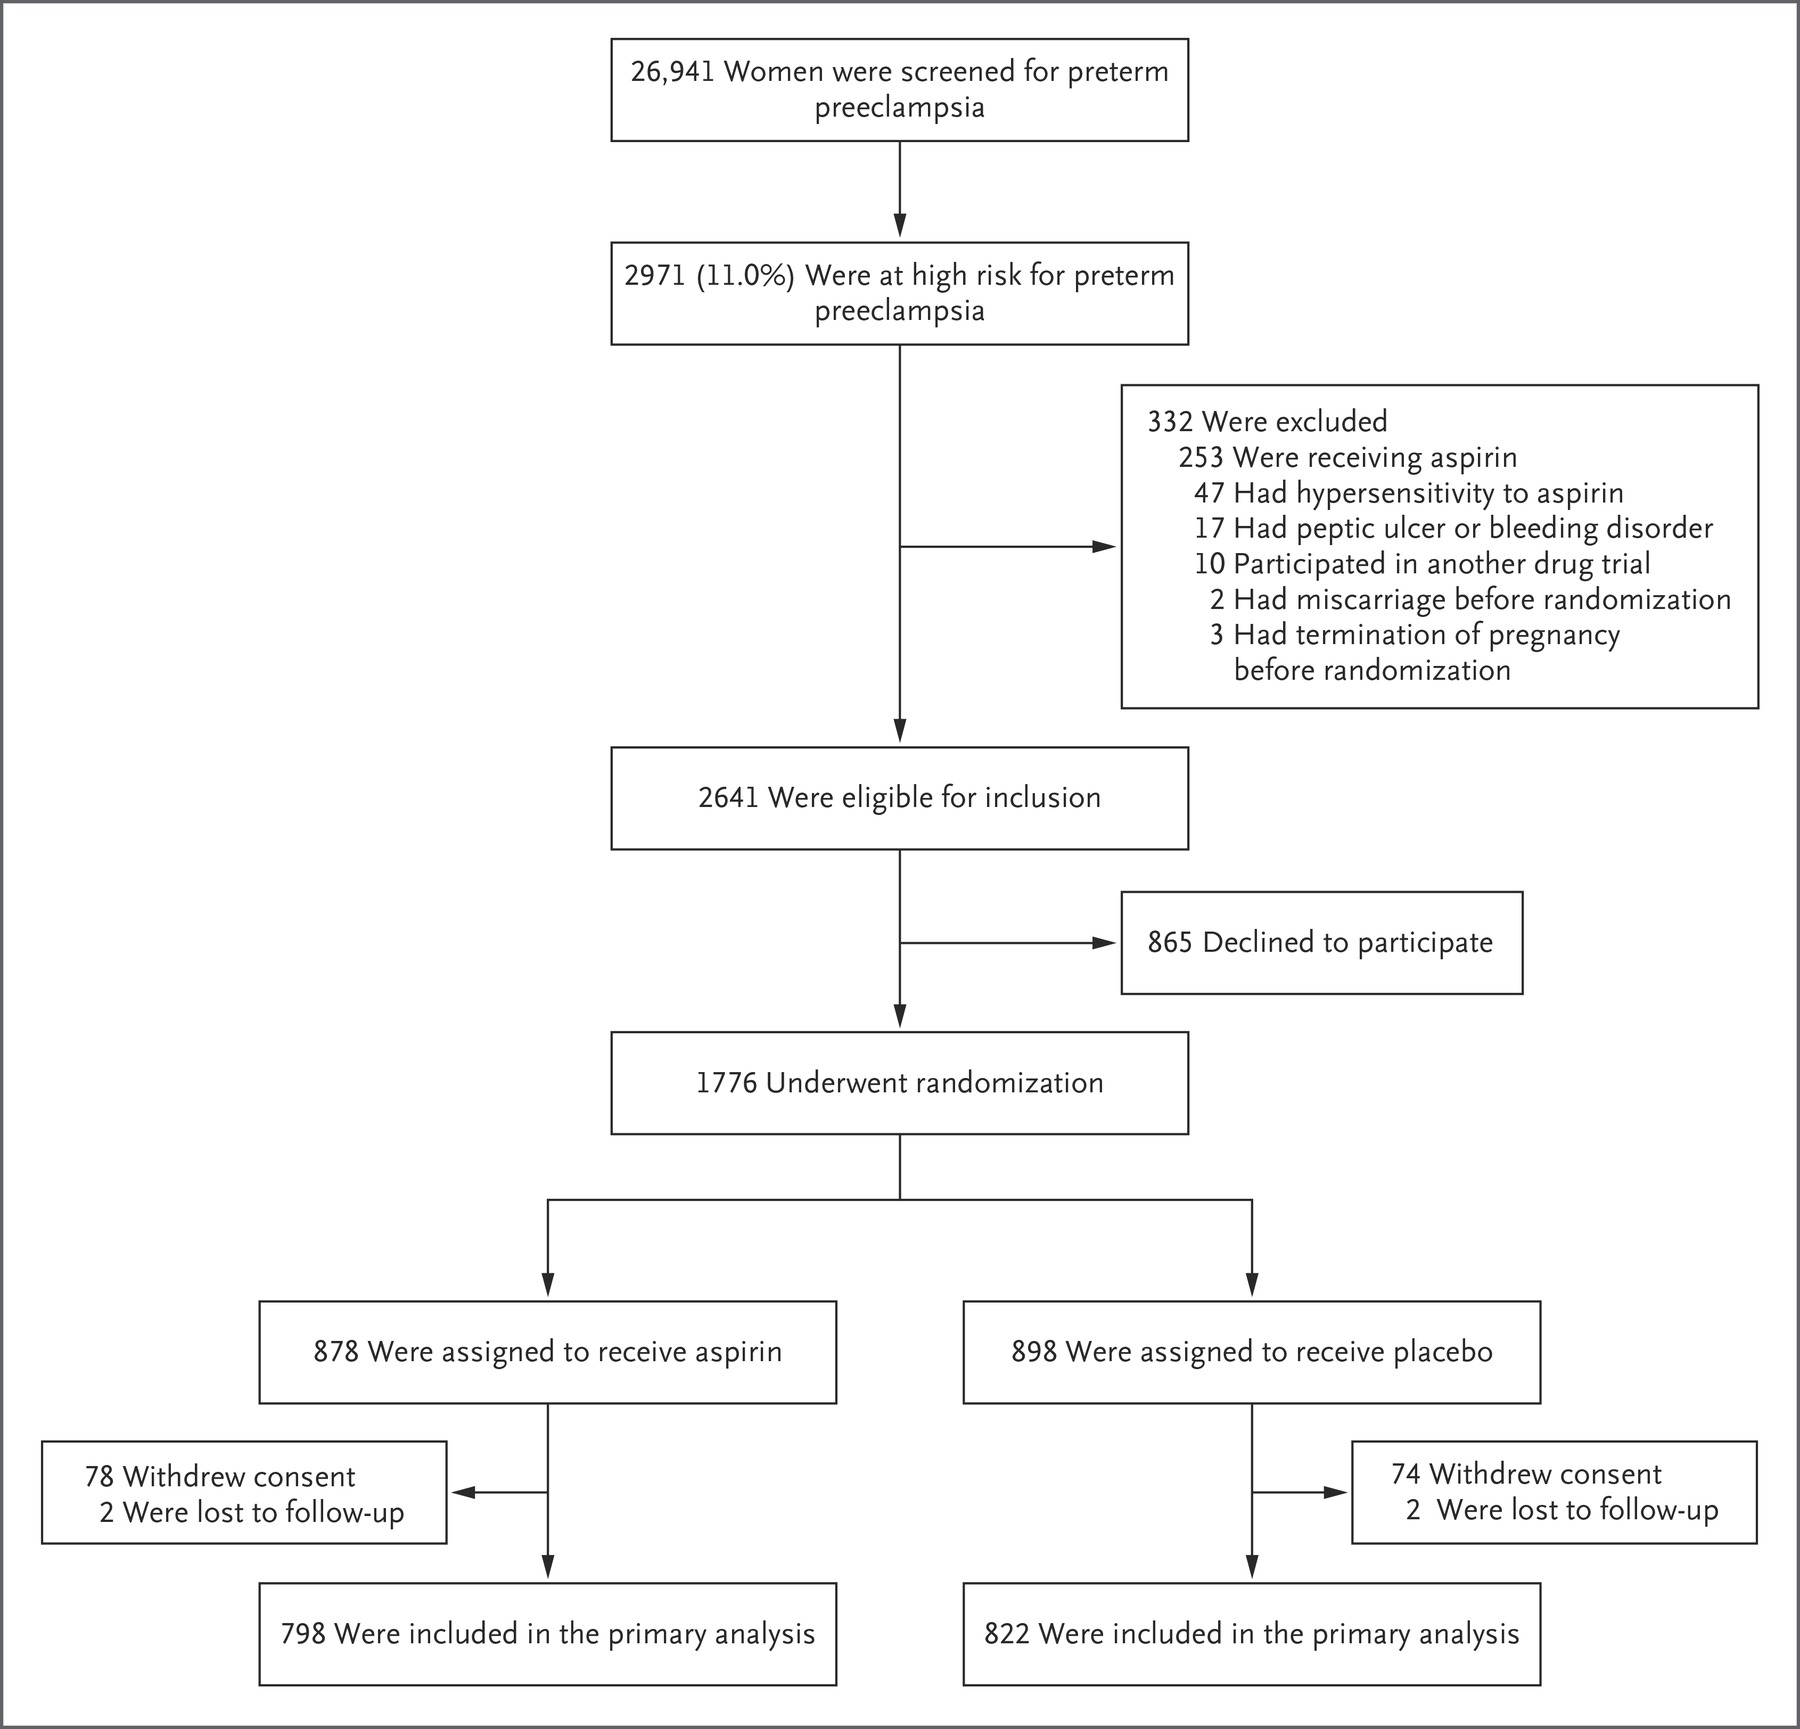 26,941 Women were screened for preterm
preeclampsia
2971 (11.0%) Were at high risk for preterm
preeclampsia
332 Were excluded
253 Were receiving aspirin
47 Had hypersensitivity to aspirin
17 Had peptic ulcer or bleeding disorder
10 Participated in another drug trial
2 Had miscarriage before randomization
3 Had termination of pregnancy
before randomization
2641 Were eligible for inclusion
865 Declined to participate
1776 Underwent randomization
878 Were assigned to receive aspirin
898 Were assigned to receive placebo
78 Withdrew consent
2 Were lost to follow-up
74 Withdrew consent
2 Were lost to follow-up
798 Were included in the primary analysis
822 Were included in the primary analysis